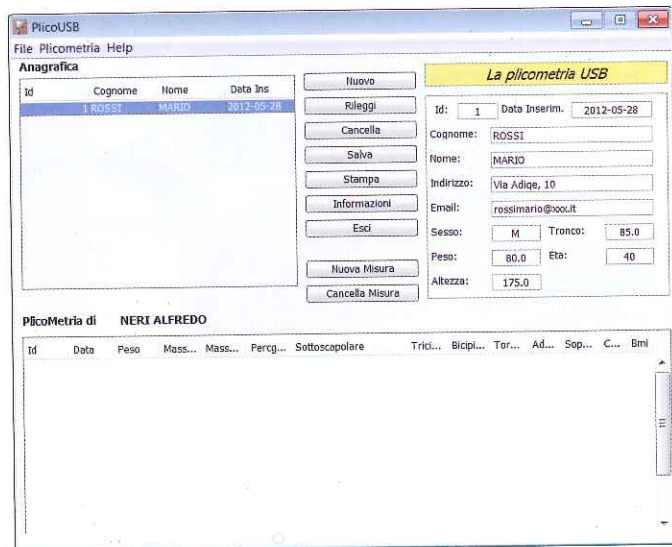 PlicoUSB
File Plicometria Help
Anagrafica
Id Cognome Nome Data Ins
1 ROSSI MARIO 2012-05-28
Nuovo
Rileggi
Cancella
Salva
Stampa
Informazioni
Esci
Nuova Misura
Cancella Misura
La plicometria USB
Id: 1 Data Inserim. 2012-05-28
Cognome: ROSSI
Nome: MARIO
Indirizzo: Via Adige, 10
Email: rossimario@xxx.it
Sesso: M Tronco: 85.0
Peso: 80.0 Eta: 40
Altezza: 175.0
PlicoMetria di NERI ALFREDO
Id Data Peso Mass... Mass... Percg... Sottoscapolare Trici... Bicipi... Tor... Ad... Sop... C... Bmi